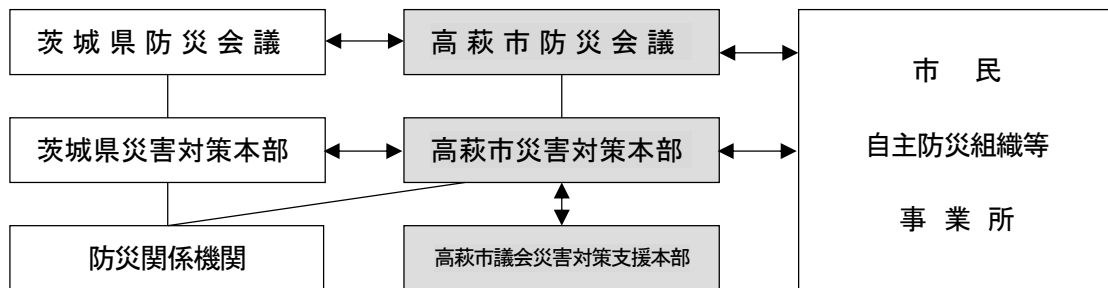 茨城県防災会議
高萩市防災会議
市民
茨城県災害対策本部
高萩市災害対策本部
自主防災組織等
事業所
防災関係機関
高萩市議会災害対策支援本部